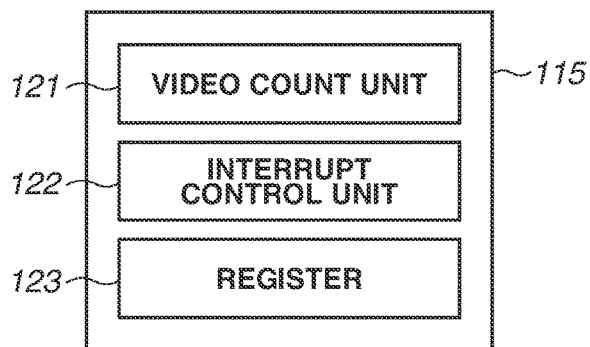 121
VIDEO COUNT UNIT
115
122
INTERRUPT
CONTROL UNIT
123
REGISTER